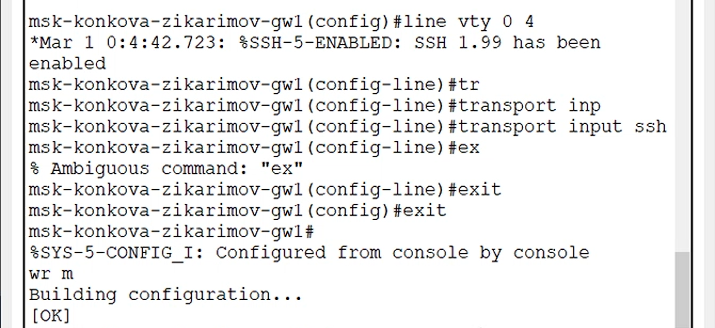 msk-konkova-zikarimov-gw1(config)#line vty 0 4
*Mar 1 0:4:42.723: %SSH-5-ENABLED: SSH 1.99 has been
enabled
msk-konkova-zikarimov-gw1(config-line)#tr
msk-konkova-zikarimov-gw1(config-line)#transport inp
msk-konkova-zikarimov-gw1(config-line)#transport input ssh
msk-konkova-zikarimov-gw1(config-line)#ex
% Ambiguous command: "ex"
msk-konkova-zikarimov-gw1(config-line)#exit
msk-konkova-zikarimov-gw1(config)#exit
msk-konkova-zikarimov-gw1#
%SYS-5-CONFIG_I: Configured from console by console
wr m
Building configuration...
[OK]